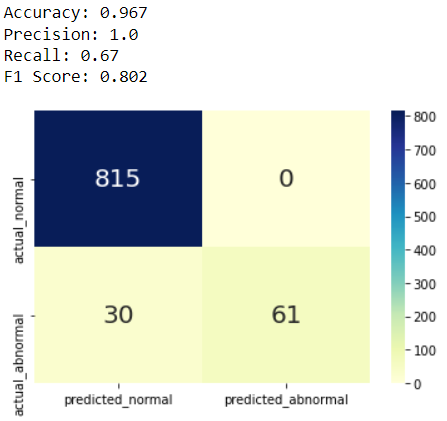 Accuracy: 0.967
Precision: 1.0
Recall: 0.67
F1 Score: 0.802
actual_normal
815
0
actual_abnormal
30
61
predicted_normal
predicted_abnormal
800
700
600
500
400
300
200
100
0